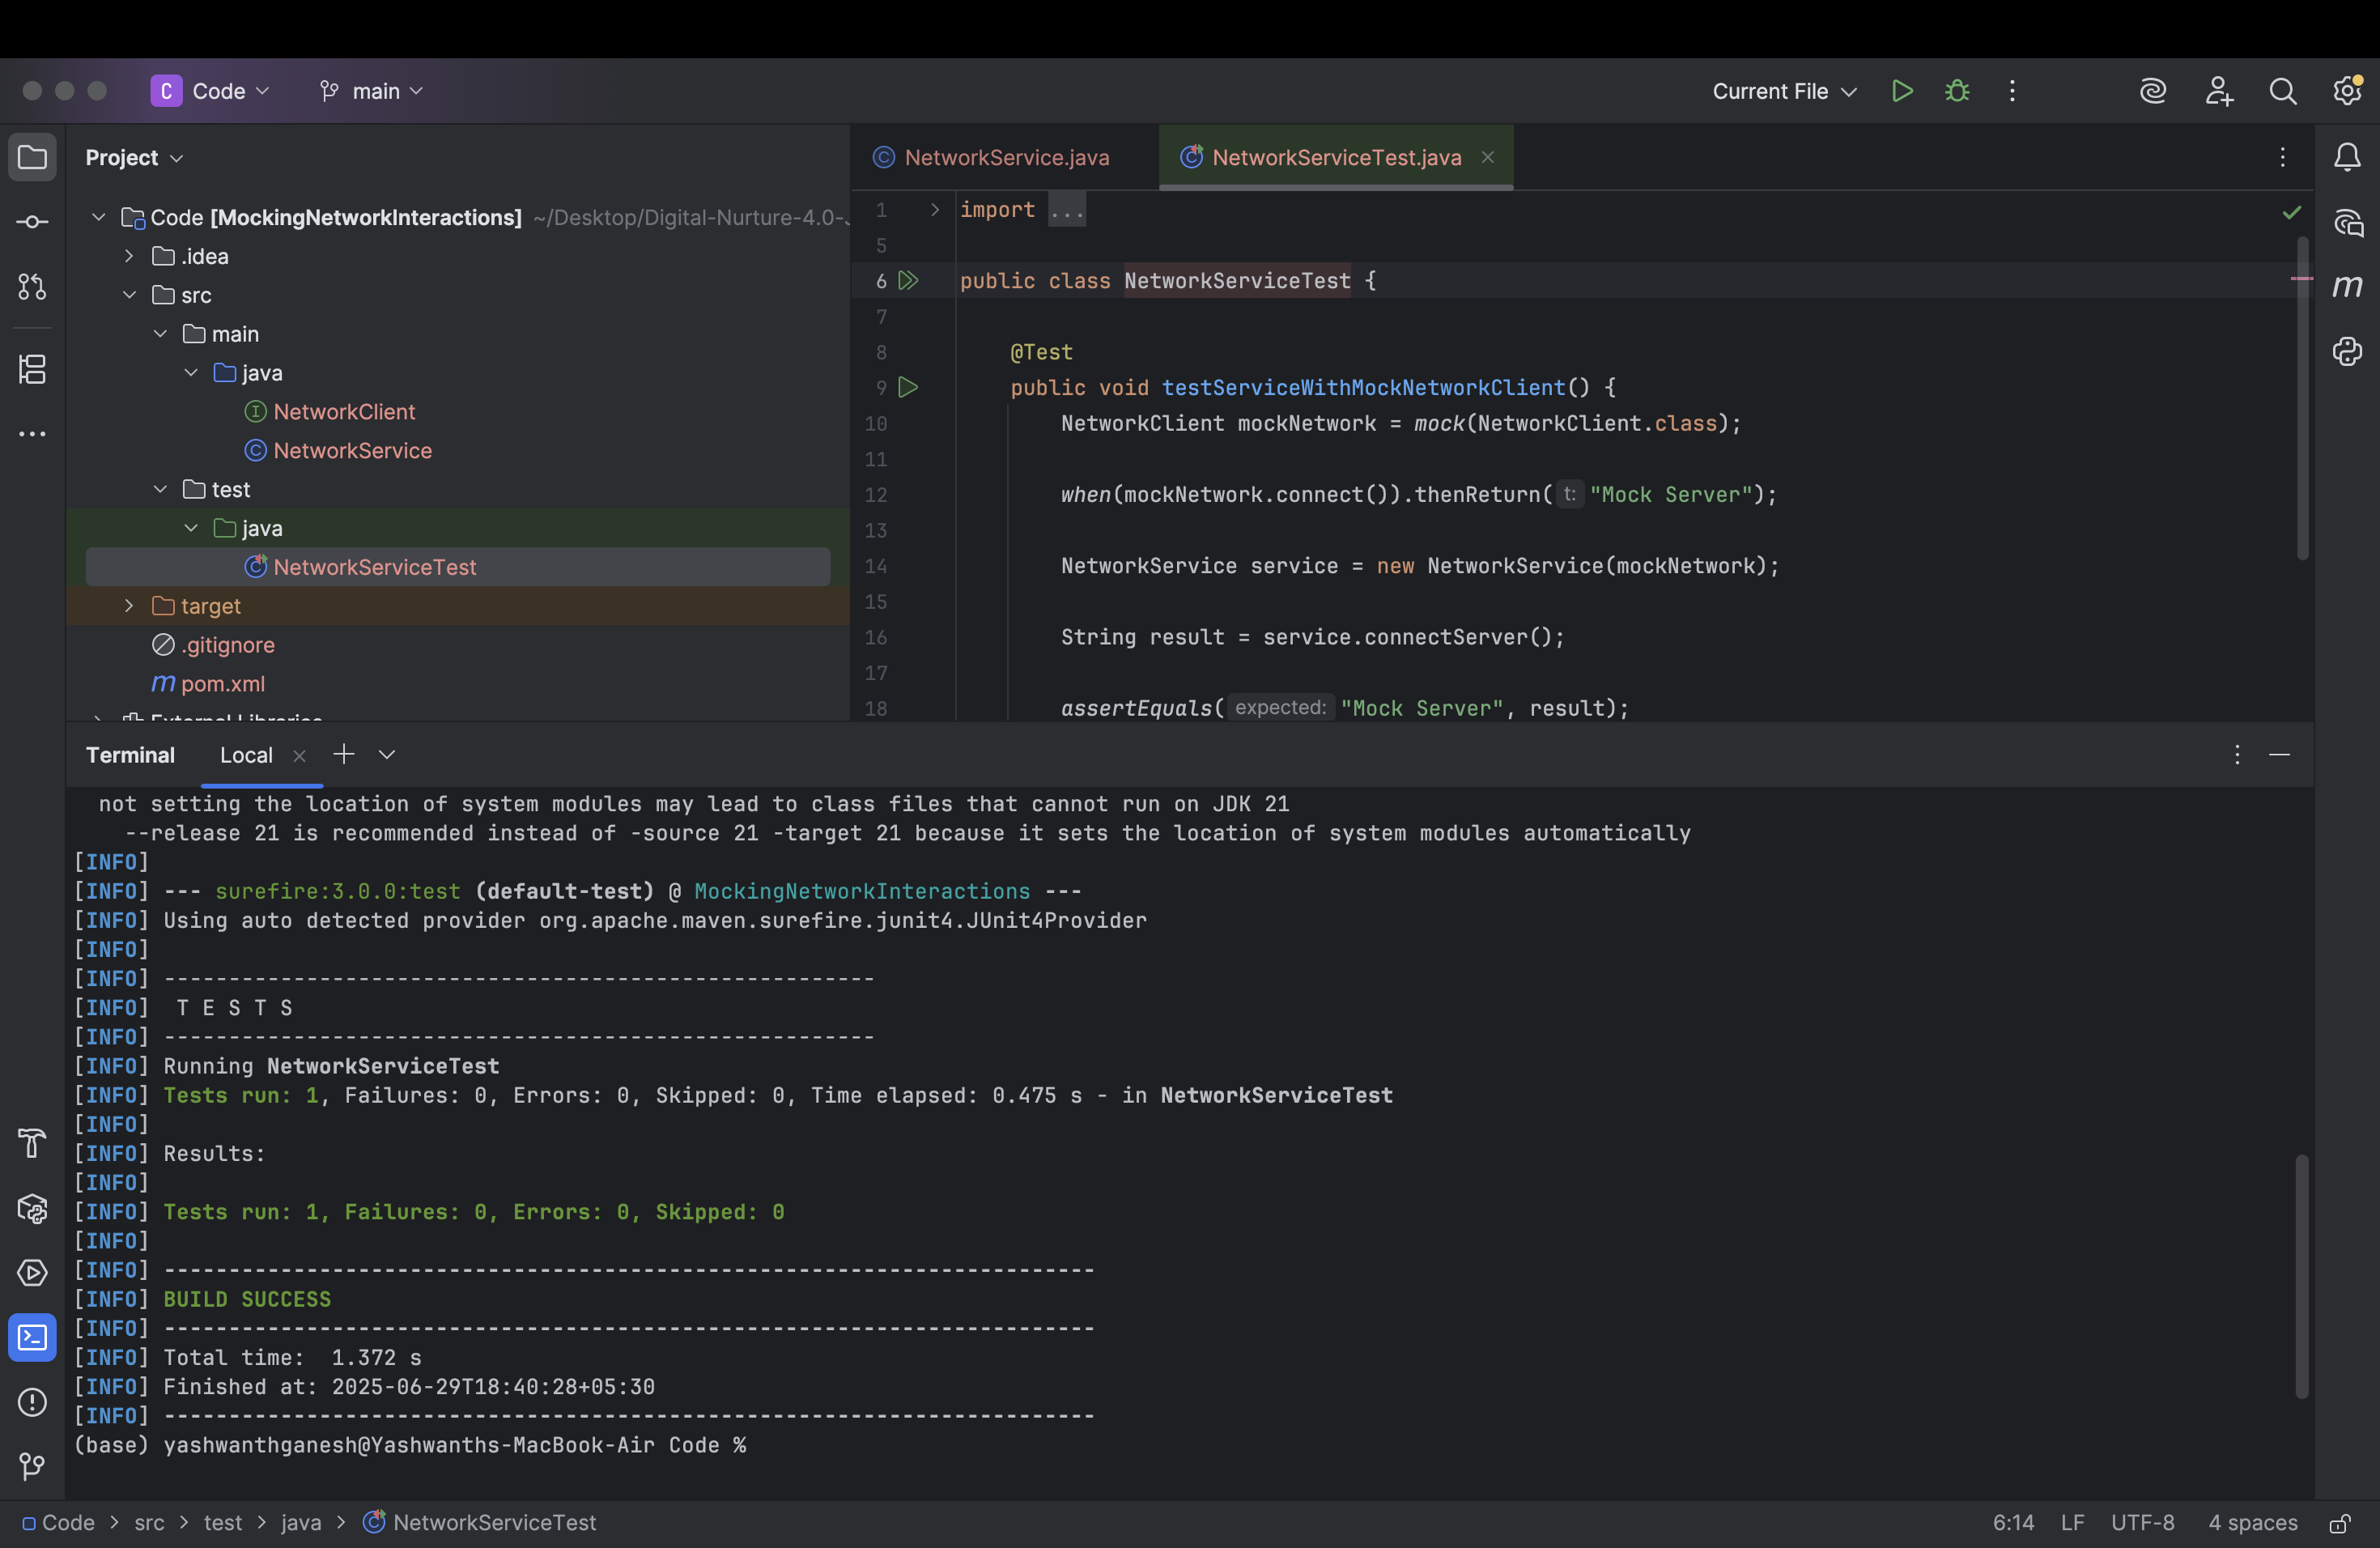 C Code main Current File
Project
Code [MockingNetworkInteractions] ~/Desktop/Digital-Nurture-4.0-
.idea
src
main
java
NetworkClient
NetworkService
test
java
NetworkServiceTest
target
.gitignore
m pom.xml
External Libraries
NetworkService.java NetworkServiceTest.java
1 import ...
5
6 public class NetworkServiceTest {
7
8 @Test
9 public void testServiceWithMockNetworkClient() {
10 NetworkClient mockNetwork = mock(NetworkClient.class);
11
12 when(mockNetwork.connect()).thenReturn( t: "Mock Server");
13
14 NetworkService service = new NetworkService(mockNetwork);
15
16 String result = service.connectServer();
17
18 assertEquals( expected: "Mock Server", result);
m
Terminal Local
not setting the location of system modules may lead to class files that cannot run on JDK 21
--release 21 is recommended instead of -source 21 -target 21 because it sets the location of system modules automatically
[INFO]
[INFO] --- surefire:3.0.0:test (default-test) @ MockingNetworkInteractions ---
[INFO] Using auto detected provider org.apache.maven.surefire.junit4.JUnit4Provider
[INFO]
[INFO] -------------------------------------------------------
[INFO]  T E S T S
[INFO] -------------------------------------------------------
[INFO] Running NetworkServiceTest
[INFO] Tests run: 1, Failures: 0, Errors: 0, Skipped: 0, Time elapsed: 0.475 s - in NetworkServiceTest
[INFO]
[INFO] Results:
[INFO]
[INFO] Tests run: 1, Failures: 0, Errors: 0, Skipped: 0
[INFO]
[INFO] ------------------------------------------------------------------------
[INFO] BUILD SUCCESS
[INFO] ------------------------------------------------------------------------
[INFO] Total time:  1.372 s
[INFO] Finished at: 2025-06-29T18:40:28+05:30
[INFO] ------------------------------------------------------------------------
(base) yashwanthganesh@Yashwanths-MacBook-Air Code %
Code > src > test > java > NetworkServiceTest 6:14 LF UTF-8 4 spaces